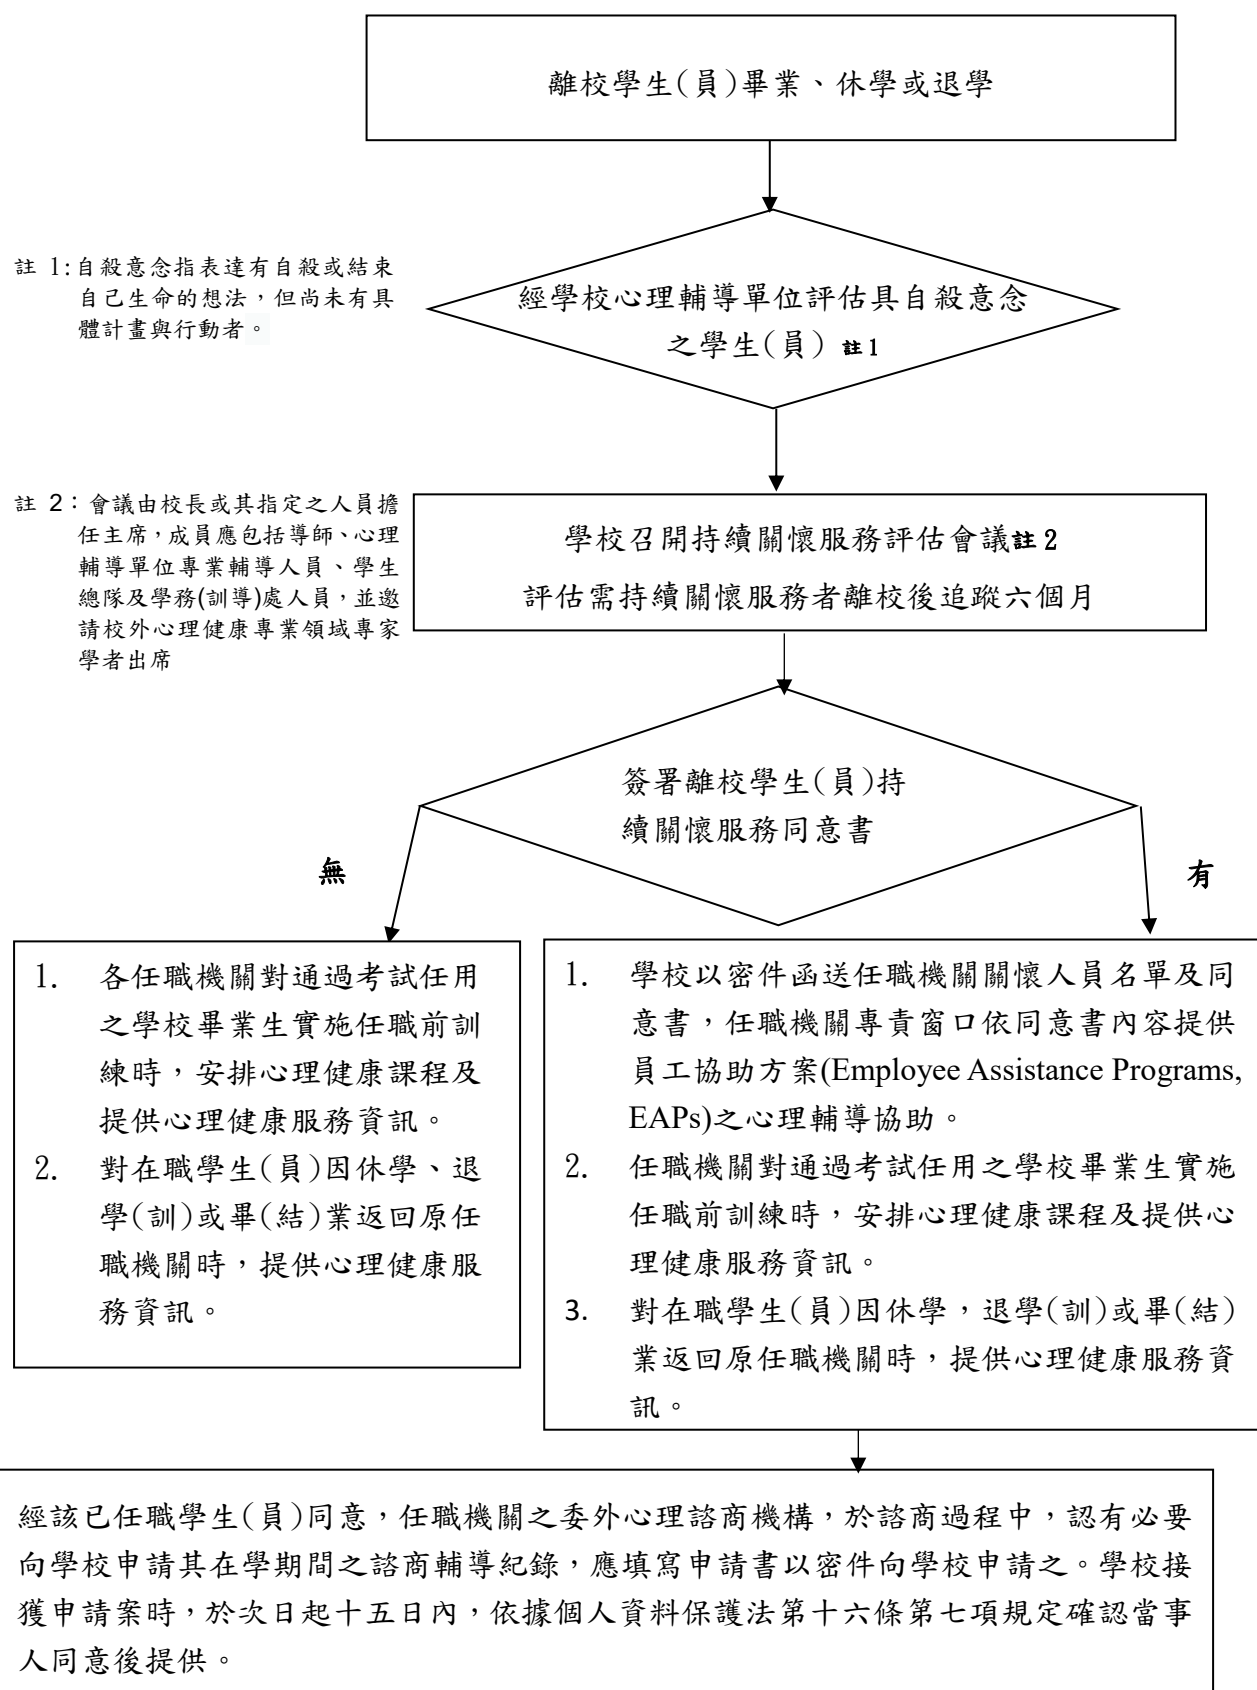 離校學生(員)畢業、休學或退學
註 1:自殺意念指表達有自殺或結束
自己生命的想法，但尚未有具
體計畫與行動者。
經學校心理輔導單位評估具自殺意念
之學生(員) 註1
註 2：會議由校長或其指定之人員擔
任主席，成員應包括導師、心理
輔導單位專業輔導人員、學生
總隊及學務(訓導)處人員，並邀
請校外心理健康專業領域專家
學者出席
學校召開持續關懷服務評估會議註2
評估需持續關懷服務者離校後追蹤六個月
簽署離校學生(員)持
續關懷服務同意書
無
有
1. 各任職機關對通過考試任用
之學校畢業生實施任職前訓
練時，安排心理健康課程及
提供心理健康服務資訊。
2. 對在職學生(員)因休學、退
學(訓)或畢(結)業返回原任
職機關時，提供心理健康服
務資訊。
1. 學校以密件函送任職機關關懷人員名單及同
意書，任職機關專責窗口依同意書內容提供
員工協助方案(Employee Assistance Programs,
EAPs)之心理輔導協助。
2. 任職機關對通過考試任用之學校畢業生實施
任職前訓練時，安排心理健康課程及提供心
理健康服務資訊。
3. 對在職學生(員)因休學，退學(訓)或畢(結)
業返回原任職機關時，提供心理健康服務資
訊。
經該已任職學生(員)同意，任職機關之委外心理諮商機構，於諮商過程中，認有必要
向學校申請其在學期間之諮商輔導紀錄，應填寫申請書以密件向學校申請之。學校接
獲申請案時，於次日起十五日內，依據個人資料保護法第十六條第七項規定確認當事
人同意後提供。